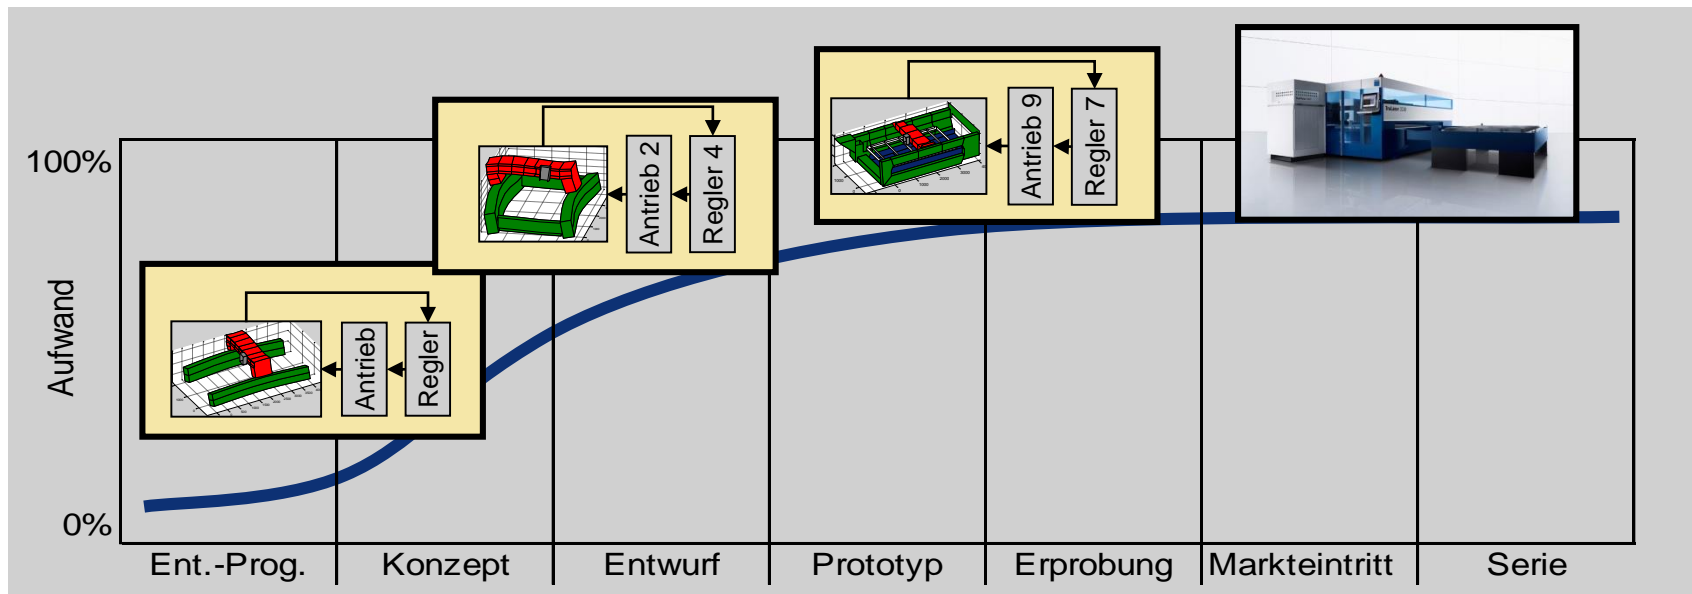 100%
0%
Aufwand
Antrieb
Regler
Antrieb 2
Regler 4
Antrieb 9
Regler 7
Ent.-Prog.
Konzept
Entwurf
Prototyp
Erprobung
Markteintritt
Serie